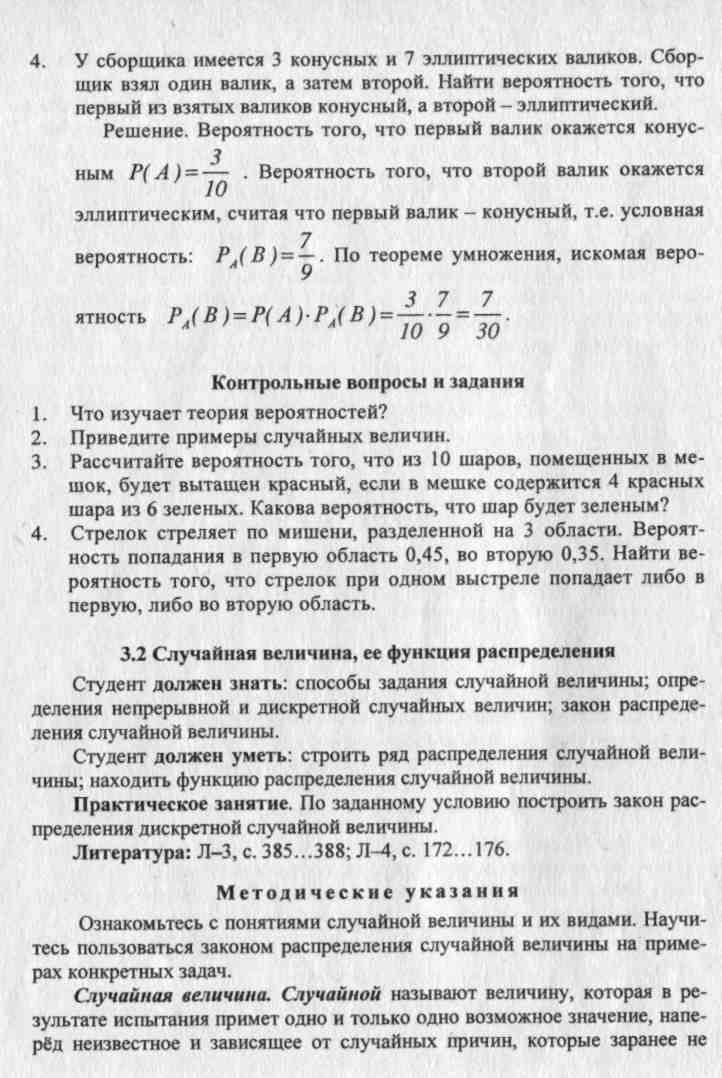 4. У сборщика имеется 3 конусных и 7 эллиптических валиков. Сбор-
щик взял один валик, а затем второй. Найти вероятность того, что
первый из взятых валиков конусный, а второй – эллиптический.
Решение. Вероятность того, что первый валик окажется конус-
ным P(A)=3/10 . Вероятность того, что второй валик окажется
эллиптическим, считая что первый валик – конусный, т.е. условная
вероятность: P_A(B)=7/9. По теореме умножения, искомая веро-
ятность P_A(B)=P(A)·P_A(B)=3/10·7/9=7/30.
Контрольные вопросы и задания
1. Что изучает теория вероятностей?
2. Приведите примеры случайных величин.
3. Рассчитайте вероятность того, что из 10 шаров, помещенных в ме-
шок, будет вытащен красный, если в мешке содержится 4 красных
шара из 6 зеленых. Какова вероятность, что шар будет зеленым?
4. Стрелок стреляет по мишени, разделенной на 3 области. Вероят-
ность попадания в первую область 0,45, во вторую 0,35. Найти ве-
роятность того, что стрелок при одном выстреле попадает либо в
первую, либо во вторую область.
3.2 Случайная величина, ее функция распределения
Студент должен знать: способы задания случайной величины; опре-
деления непрерывной и дискретной случайных величин; закон распреде-
ления случайной величины.
Студент должен уметь: строить ряд распределения случайной вели-
чины; находить функцию распределения случайной величины.
Практическое занятие. По заданному условию построить закон рас-
пределения дискретной случайной величины.
Литература: Л–3, с. 385...388; Л–4, с. 172...176.
Методические указания
Ознакомьтесь с понятиями случайной величины и их видами. Научи-
тесь пользоваться законом распределения случайной величины на приме-
рах конкретных задач.
Случайная величина. Случайной называют величину, которая в ре-
зультате испытания примет одно и только одно возможное значение, напе-
рёд неизвестное и зависящее от случайных причин, которые заранее не